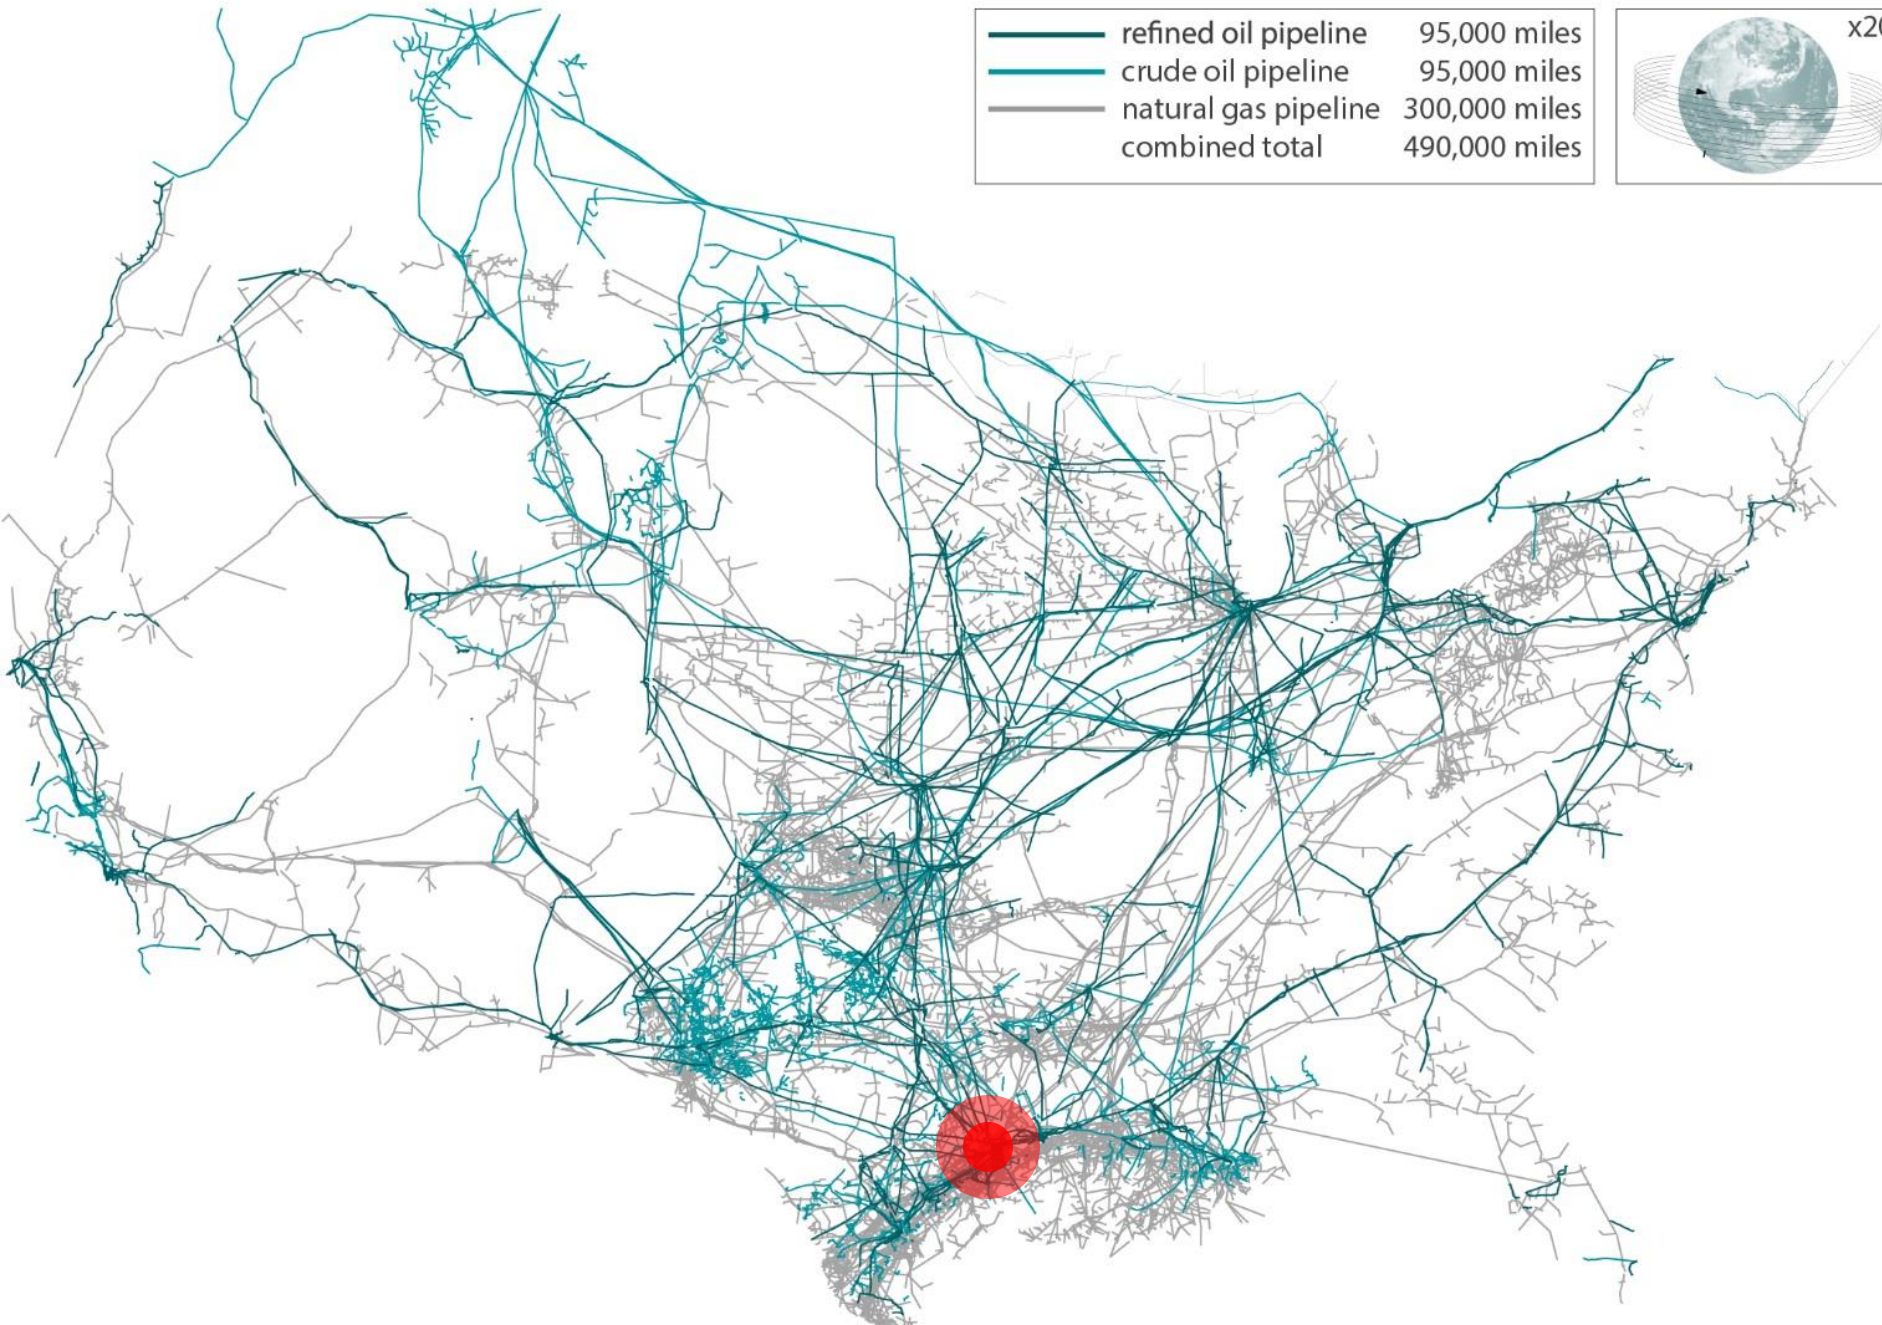 refined oil pipeline 95,000 miles
crude oil pipeline 95,000 miles
natural gas pipeline 300,000 miles
combined total 490,000 miles